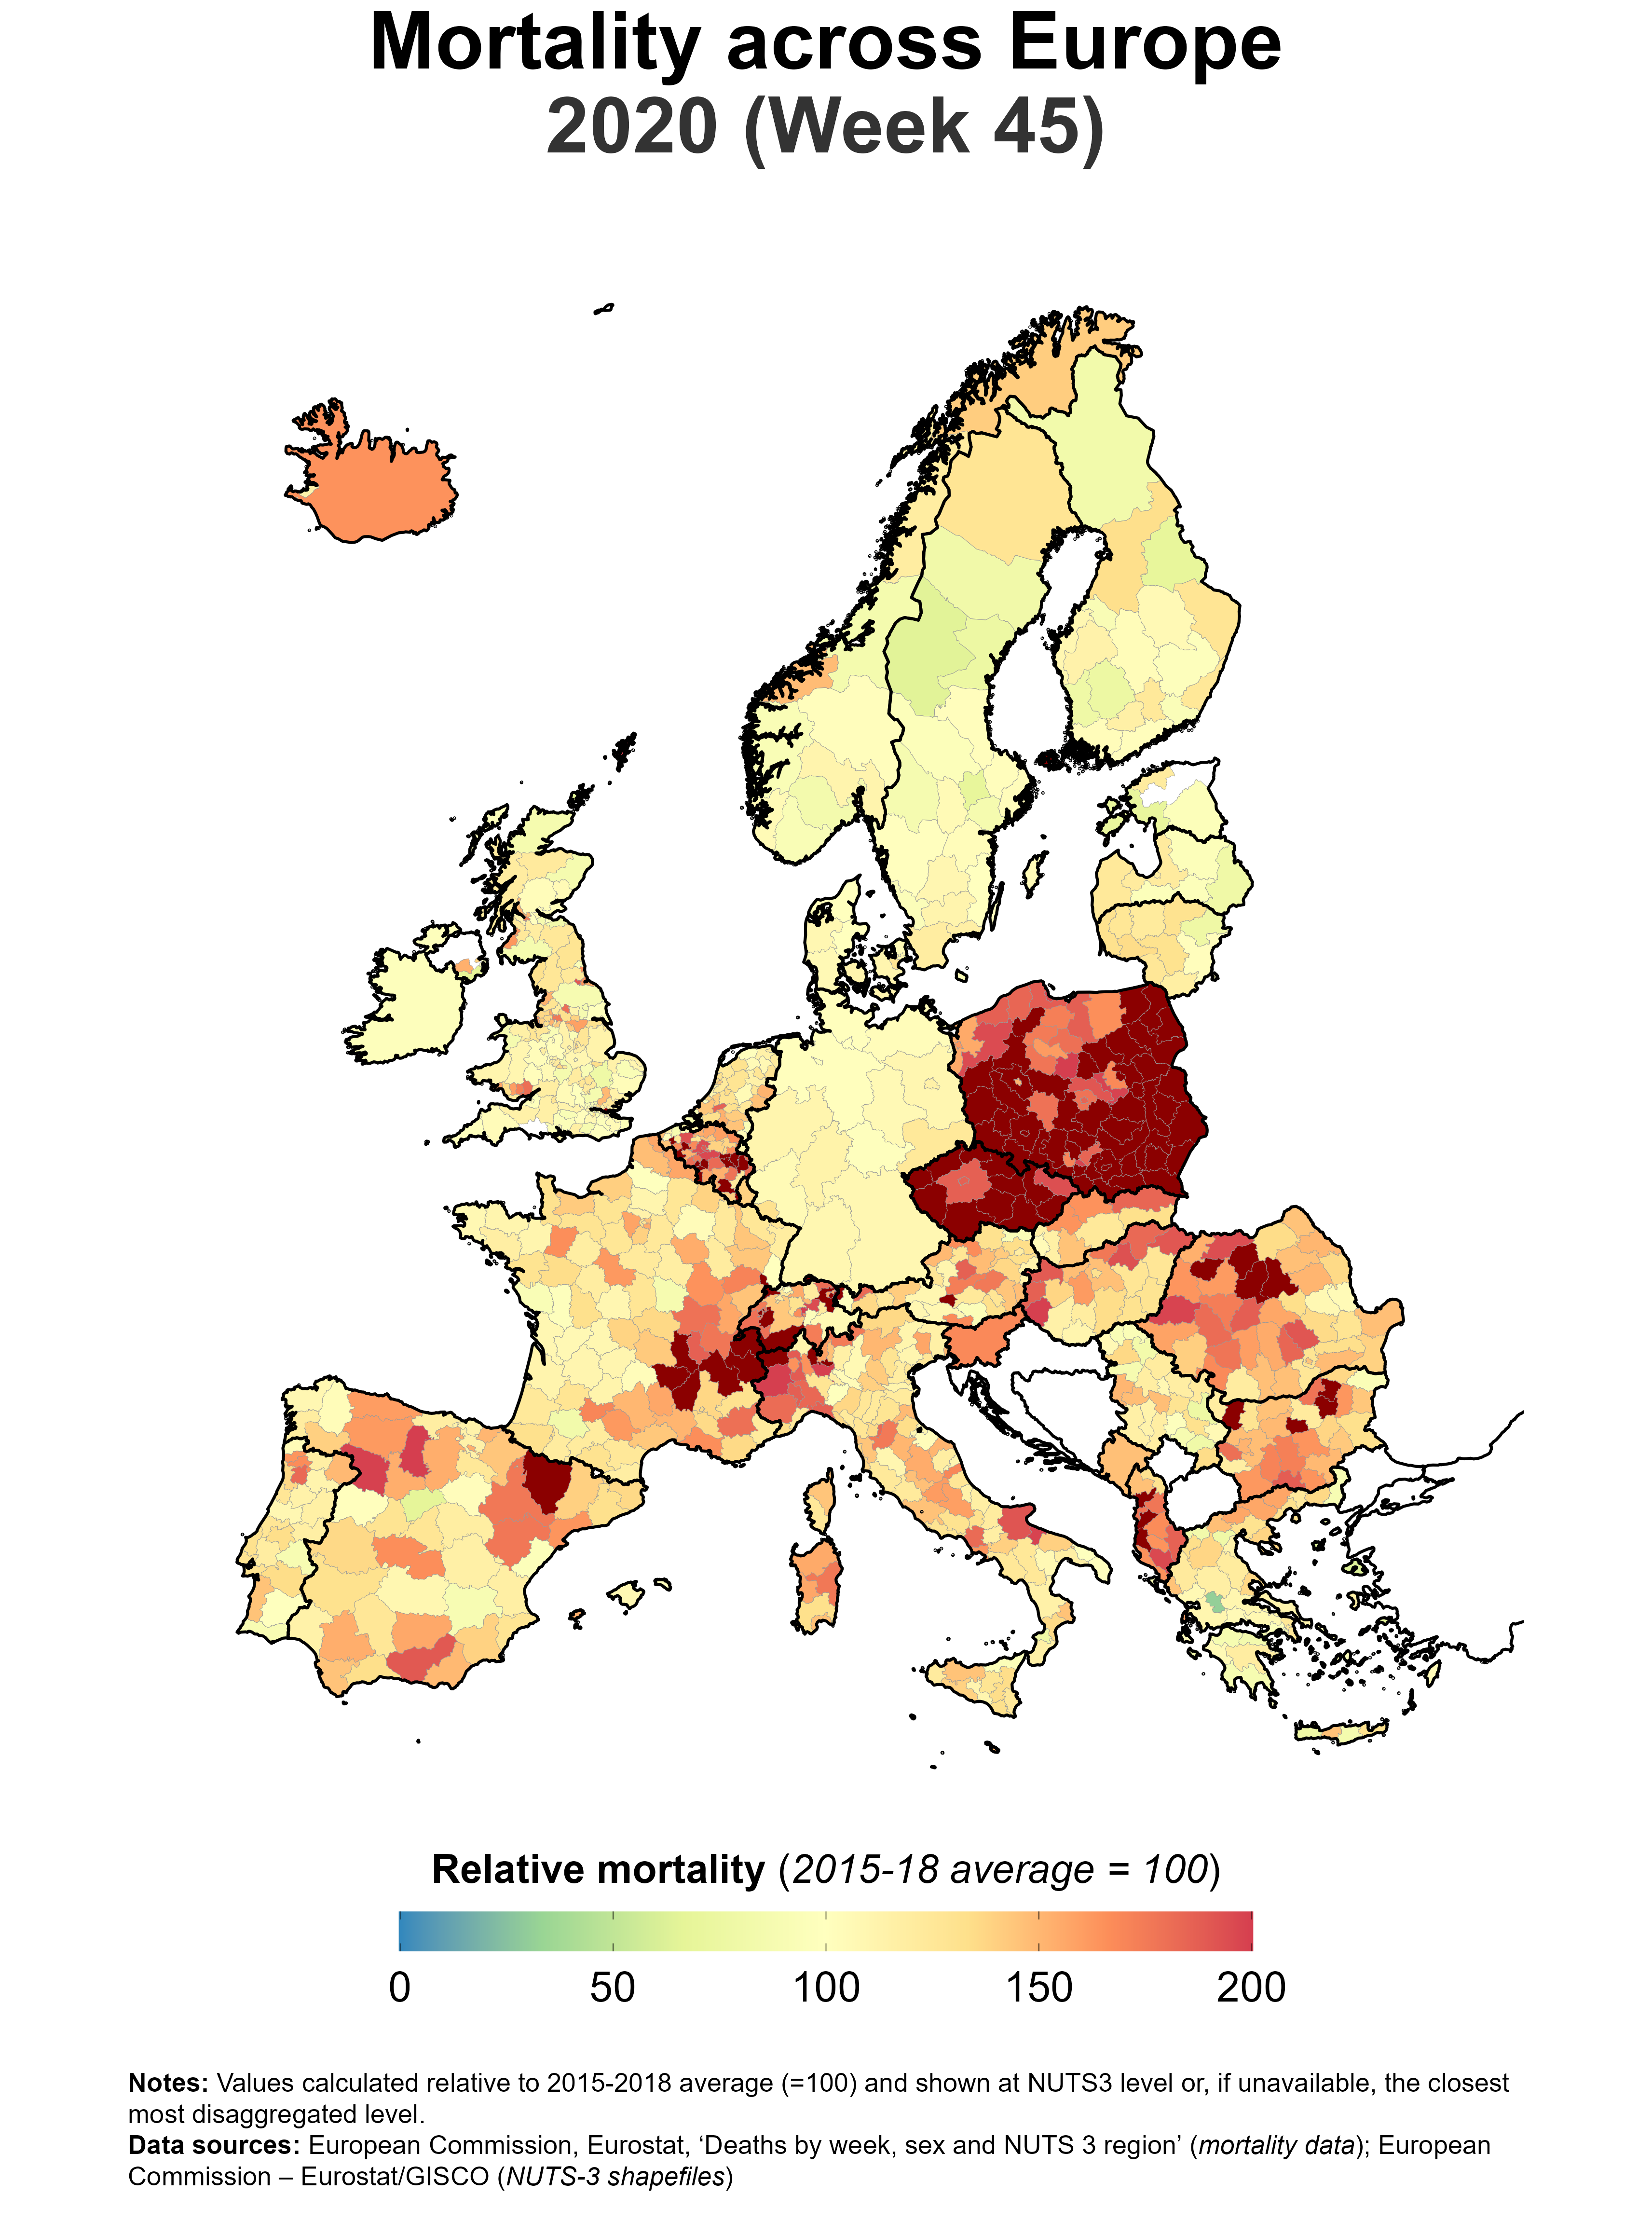 Mortality across Europe
2020 (Week 45)
Relative mortality (2015-18 average = 100)
0 50 100 150 200
Notes: Values calculated relative to 2015-2018 average (=100) and shown at NUTS3 level or, if unavailable, the closest
most disaggregated level.
Data sources: European Commission, Eurostat, ‘Deaths by week, sex and NUTS 3 region’ (mortality data); European
Commission – Eurostat/GISCO (NUTS-3 shapefiles)